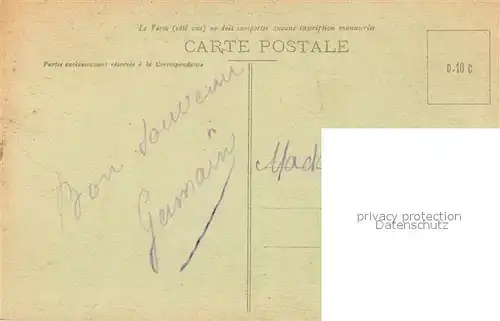 Le Verso (côté vue) ne doit comporter aucune inscription manuscrite
CARTE POSTALE
Partie exclusivement réservée à la Correspondance
0.10 c
Bon Souvenir
Germain
Mad
privacy protection
Datenschutz